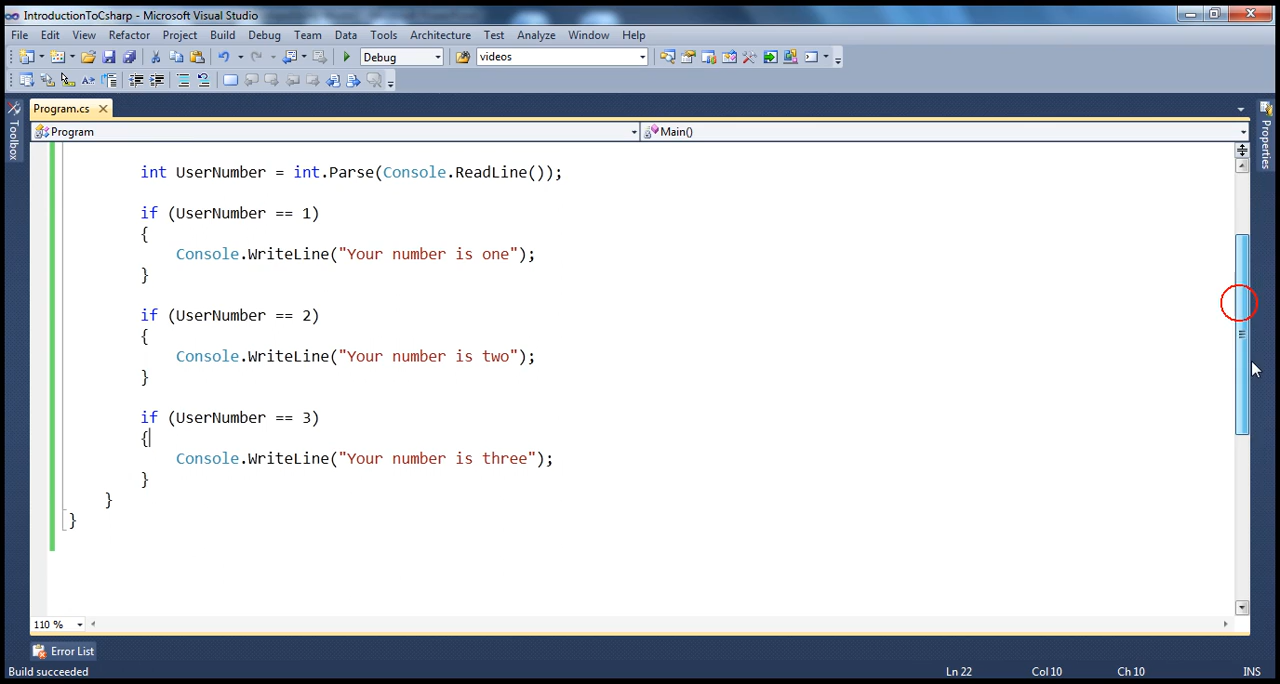 IntroductionToCsharp - Microsoft Visual Studio
File Edit View Refactor Project Build Debug Team Data Tools Architecture Test Analyze Window Help
Debug videos
Program.cs
Program Main()
Toolbox
Properties
int UserNumber = int.Parse(Console.ReadLine());
if (UserNumber == 1)
{
Console.WriteLine("Your number is one");
}
if (UserNumber == 2)
{
Console.WriteLine("Your number is two");
}
if (UserNumber == 3)
{
Console.WriteLine("Your number is three");
}
}
}
110 %
Error List
Build succeeded Ln 22 Col 10 Ch 10 INS